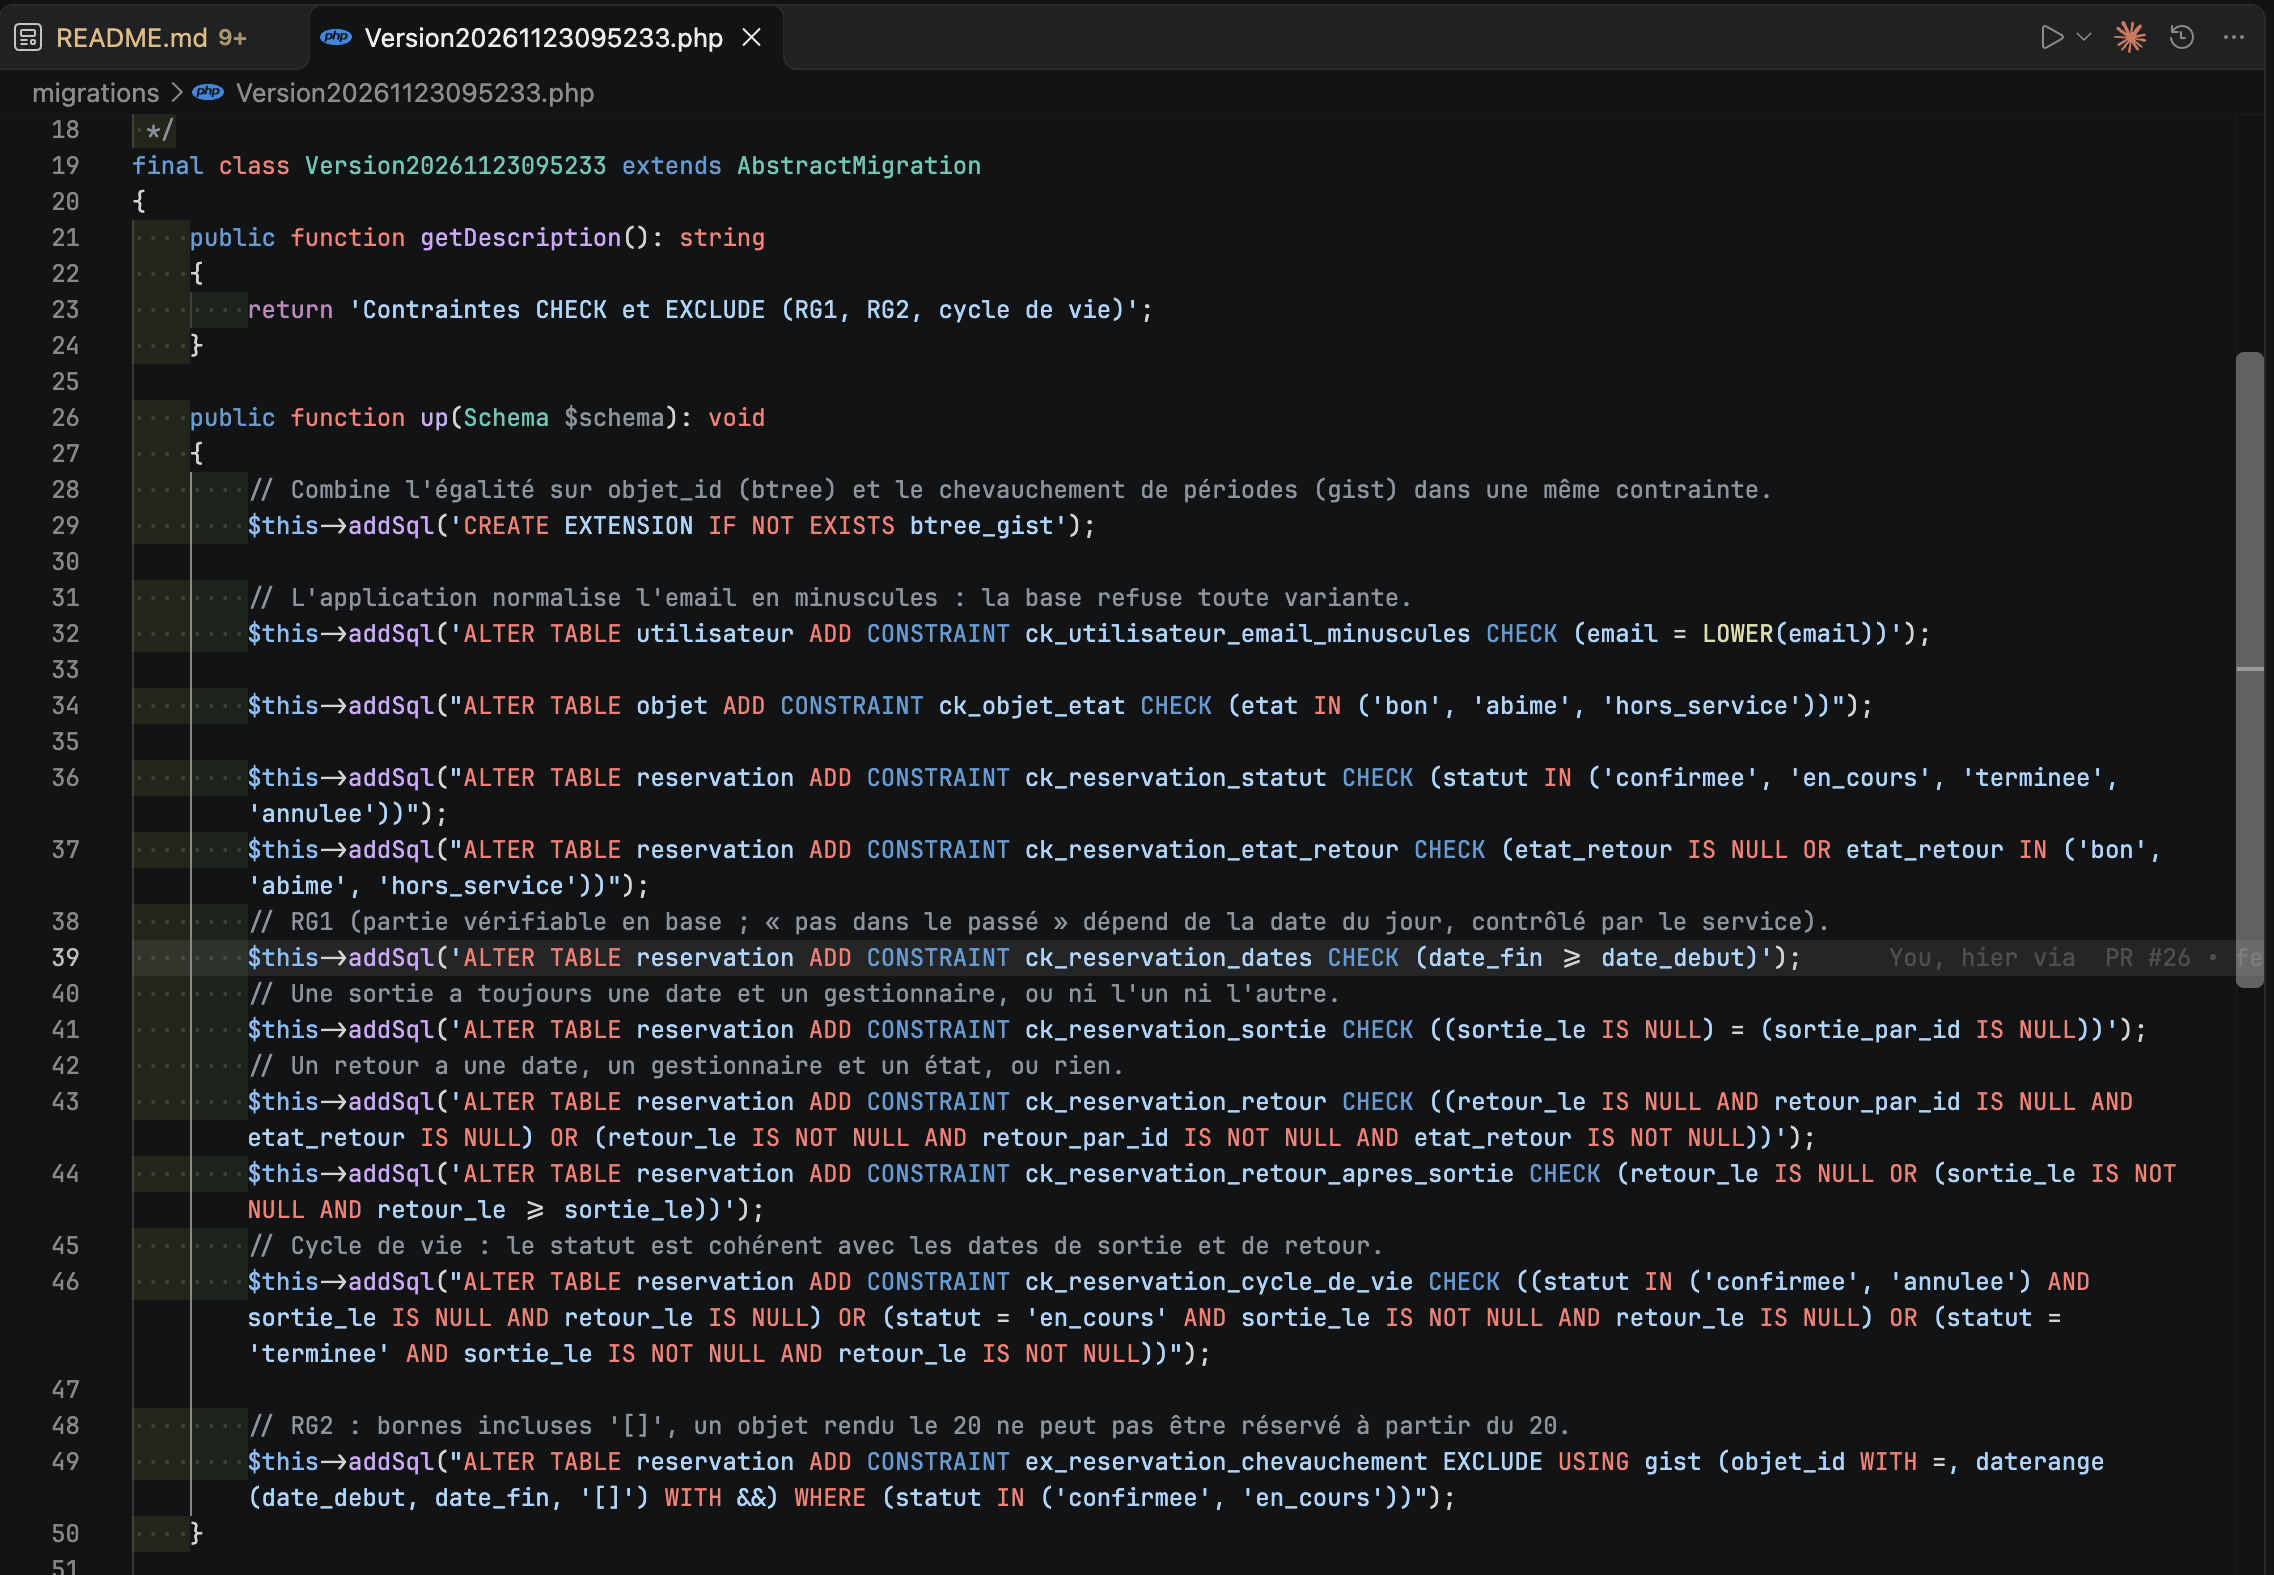 README.md 9+
php Version20261123095233.php
migrations > php Version20261123095233.php
18 */
19 final class Version20261123095233 extends AbstractMigration
20 {
21 public function getDescription(): string
22 {
23 return 'Contraintes CHECK et EXCLUDE (RG1, RG2, cycle de vie)';
24 }
25
26 public function up(Schema $schema): void
27 {
28 // Combine l'égalité sur objet_id (btree) et le chevauchement de périodes (gist) dans une même contrainte.
29 $this->addSql('CREATE EXTENSION IF NOT EXISTS btree_gist');
30
31 // L'application normalise l'email en minuscules : la base refuse toute variante.
32 $this->addSql('ALTER TABLE utilisateur ADD CONSTRAINT ck_utilisateur_email_minuscules CHECK (email = LOWER(email))');
33
34 $this->addSql("ALTER TABLE objet ADD CONSTRAINT ck_objet_etat CHECK (etat IN ('bon', 'abime', 'hors_service'))");
35
36 $this->addSql("ALTER TABLE reservation ADD CONSTRAINT ck_reservation_statut CHECK (statut IN ('confirmee', 'en_cours', 'terminee',
'annulee'))");
37 $this->addSql("ALTER TABLE reservation ADD CONSTRAINT ck_reservation_etat_retour CHECK (etat_retour IS NULL OR etat_retour IN ('bon',
'abime', 'hors_service'))");
38 // RG1 (partie vérifiable en base ; « pas dans le passé » dépend de la date du jour, contrôlé par le service).
39 $this->addSql('ALTER TABLE reservation ADD CONSTRAINT ck_reservation_dates CHECK (date_fin >= date_debut)'); You, hier via PR #26 • fe
40 // Une sortie a toujours une date et un gestionnaire, ou ni l'un ni l'autre.
41 $this->addSql('ALTER TABLE reservation ADD CONSTRAINT ck_reservation_sortie CHECK ((sortie_le IS NULL) = (sortie_par_id IS NULL))');
42 // Un retour a une date, un gestionnaire et un état, ou rien.
43 $this->addSql('ALTER TABLE reservation ADD CONSTRAINT ck_reservation_retour CHECK ((retour_le IS NULL AND retour_par_id IS NULL AND
etat_retour IS NULL) OR (retour_le IS NOT NULL AND retour_par_id IS NOT NULL AND etat_retour IS NOT NULL))');
44 $this->addSql('ALTER TABLE reservation ADD CONSTRAINT ck_reservation_retour_apres_sortie CHECK (retour_le IS NULL OR (sortie_le IS NOT
NULL AND retour_le >= sortie_le))');
45 // Cycle de vie : le statut est cohérent avec les dates de sortie et de retour.
46 $this->addSql("ALTER TABLE reservation ADD CONSTRAINT ck_reservation_cycle_de_vie CHECK ((statut IN ('confirmee', 'annulee') AND
sortie_le IS NULL AND retour_le IS NULL) OR (statut = 'en_cours' AND sortie_le IS NOT NULL AND retour_le IS NULL) OR (statut =
'terminee' AND sortie_le IS NOT NULL AND retour_le IS NOT NULL))");
47
48 // RG2 : bornes incluses '[]', un objet rendu le 20 ne peut pas être réservé à partir du 20.
49 $this->addSql("ALTER TABLE reservation ADD CONSTRAINT ex_reservation_chevauchement EXCLUDE USING gist (objet_id WITH =, daterange
(date_debut, date_fin, '[]') WITH &&) WHERE (statut IN ('confirmee', 'en_cours'))");
50 }
51